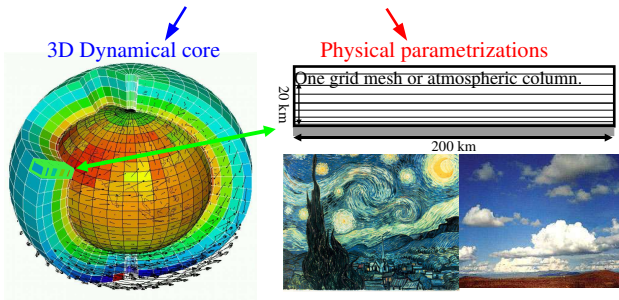 3D Dynamical core
Physical parametrizations
One grid mesh or atmospheric column.
20 km
200 km